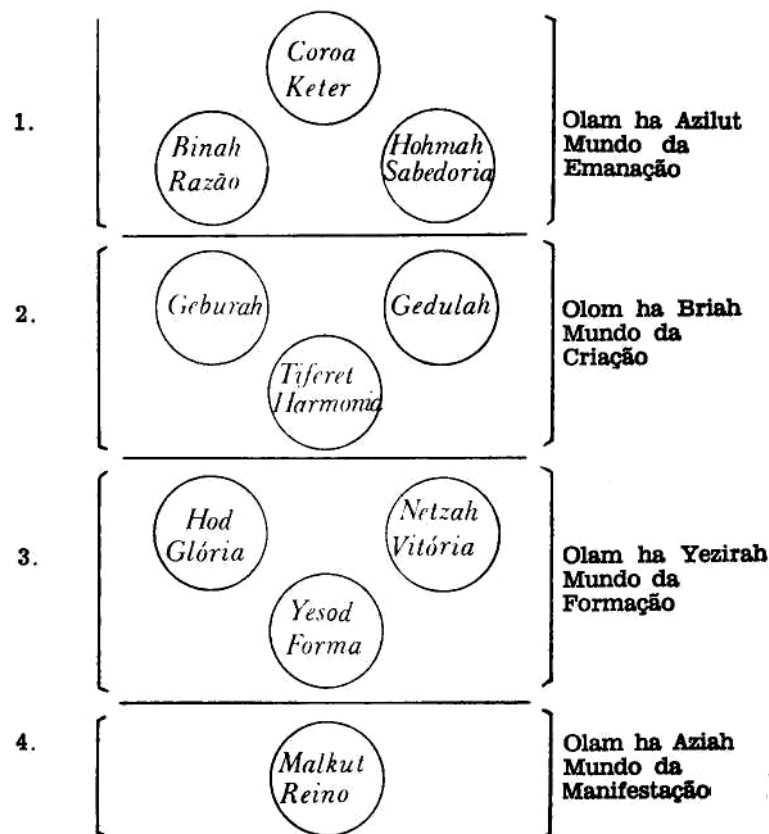 1.
Coroa
Keter
Binah
Razão
Hohmah
Sabedoria
Olam ha Azilut
Mundo da
Emanação
2.
Geburah
Gedulah
Tiferet
Harmonia
Olom ha Briah
Mundo da
Criação
3.
Hod
Glória
Netzah
Vitória
Yesod
Forma
Olam ha Yezirah
Mundo da
Formação
4.
Malkut
Reino
Olam ha Aziah
Mundo da
Manifestação